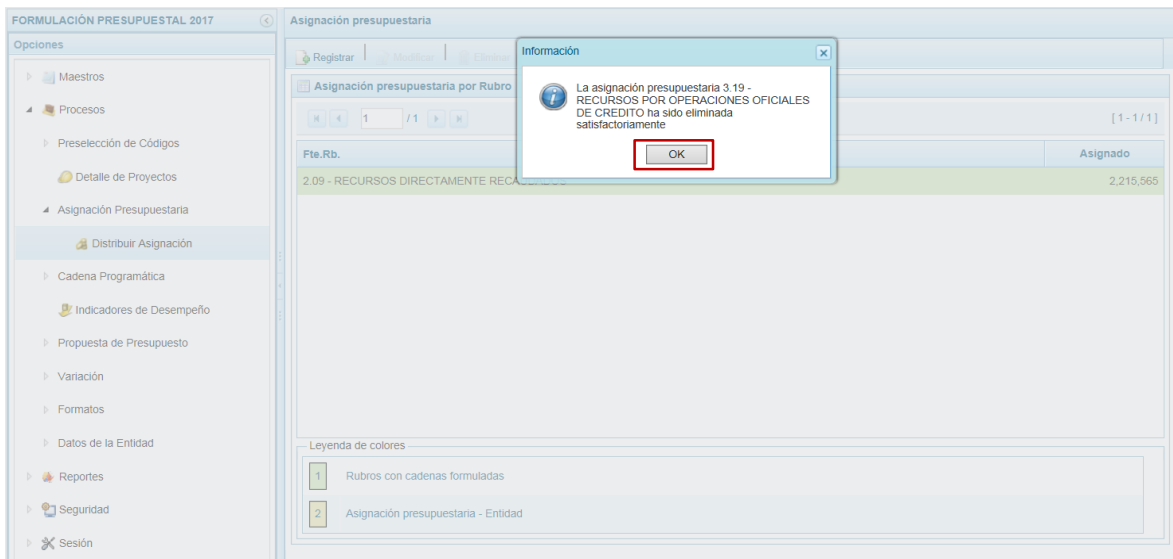 FORMULACIÓN PRESUPUESTAL 2017
Opciones
Maestros
Procesos
Preselección de Códigos
Detalle de Proyectos
Asignación Presupuestaria
Distribuir Asignación
Cadena Programática
Indicadores de Desempeño
Propuesta de Presupuesto
Variación
Formatos
Datos de la Entidad
Reportes
Seguridad
Sesión
Asignación presupuestaria
Registrar Modificar Eliminar
Asignación presupuestaria por Rubro
1 / 1 [ 1 - 1 / 1 ]
Fte.Rb. Asignado
2.09 - RECURSOS DIRECTAMENTE 2,215,565
Información
La asignación presupuestaria 3.19 -
RECURSOS POR OPERACIONES OFICIALES
DE CREDITO ha sido eliminada
satisfactoriamente
OK
Leyenda de colores
1 Rubros con cadenas formuladas
2 Asignación presupuestaria - Entidad